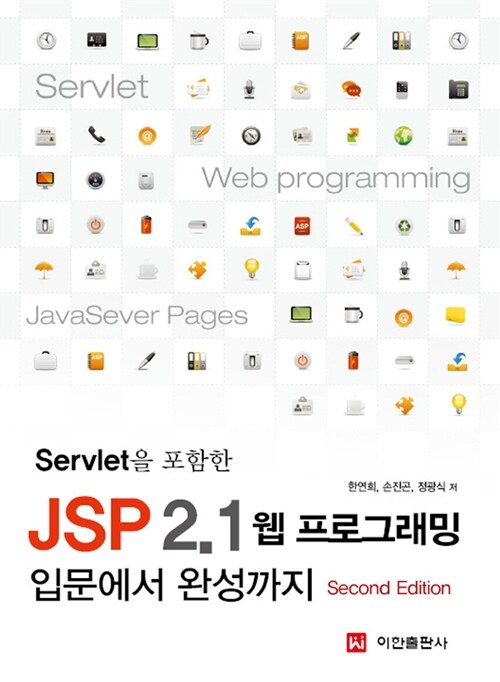 Servlet
Web programming
ASP
JavaSever Pages
Servlet을 포함한
한연희, 손진곤, 정광식 저
JSP 2.1 웹 프로그래밍
입문에서 완성까지 Second Edition
이한출판사